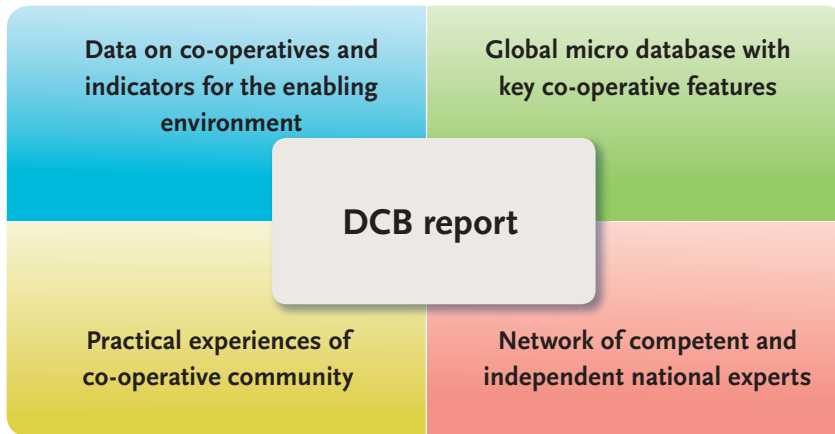 Data on co-operatives and
indicators for the enabling
environment
Global micro database with
key co-operative features
DCB report
Practical experiences of
co-operative community
Network of competent and
independent national experts